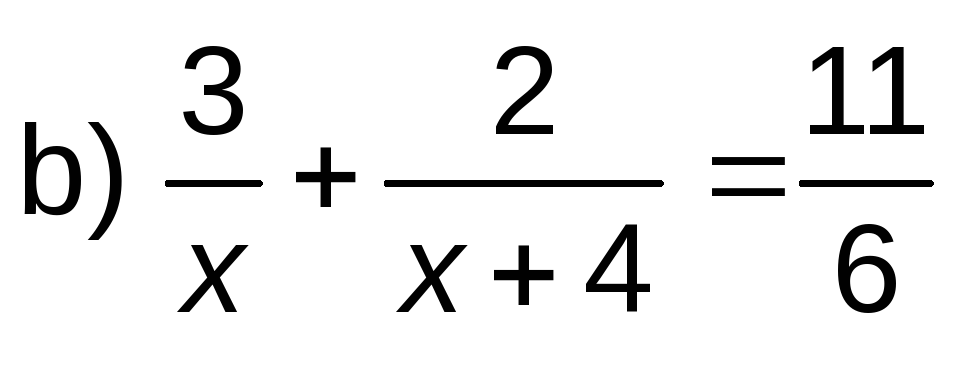 b) 3/x + 2/(x + 4) = 11/6